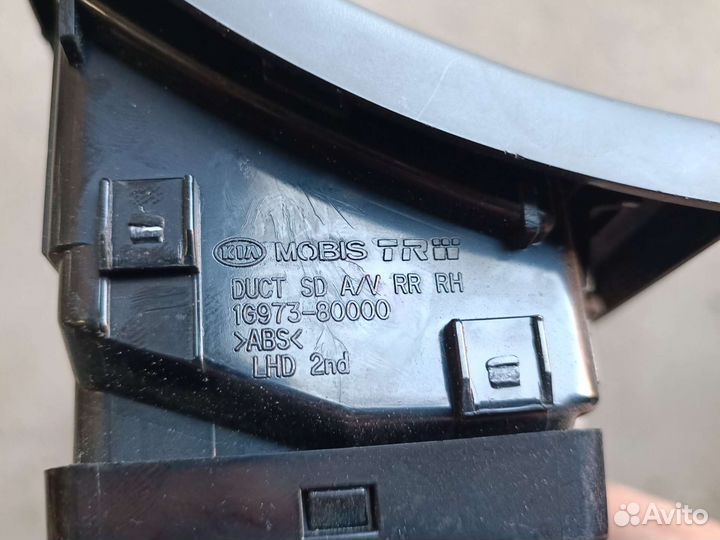 KIA MOBIS TRW
DUCT SD A/V RR RH
1G973-80000
>ABS<
LHD 2nd
Avito